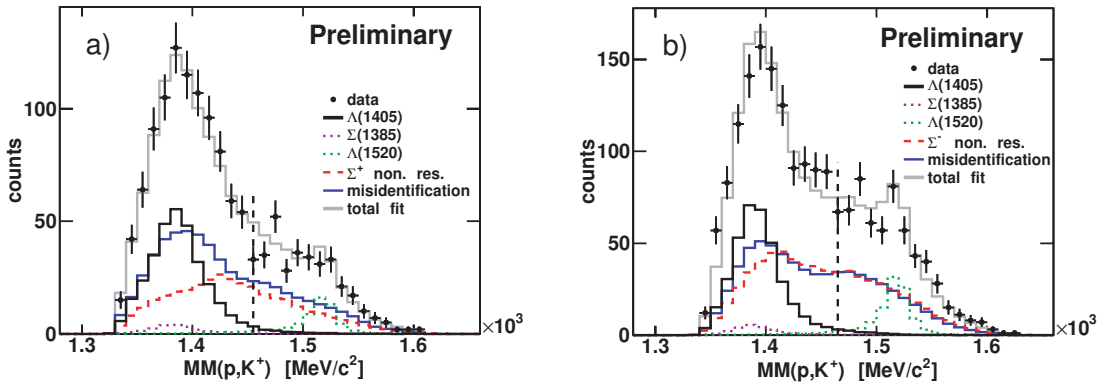 a)
Preliminary
data
Λ(1405)
Σ(1385)
Λ(1520)
Σ⁺ non. res.
misidentification
total fit
counts
100
50
0
1.3
1.4
1.5
1.6
×10³
MM(p,K⁺) [MeV/c²]
b)
Preliminary
data
Λ(1405)
Σ(1385)
Λ(1520)
Σ⁻ non. res.
misidentification
total fit
counts
150
100
50
0
1.3
1.4
1.5
1.6
×10³
MM(p,K⁺) [MeV/c²]